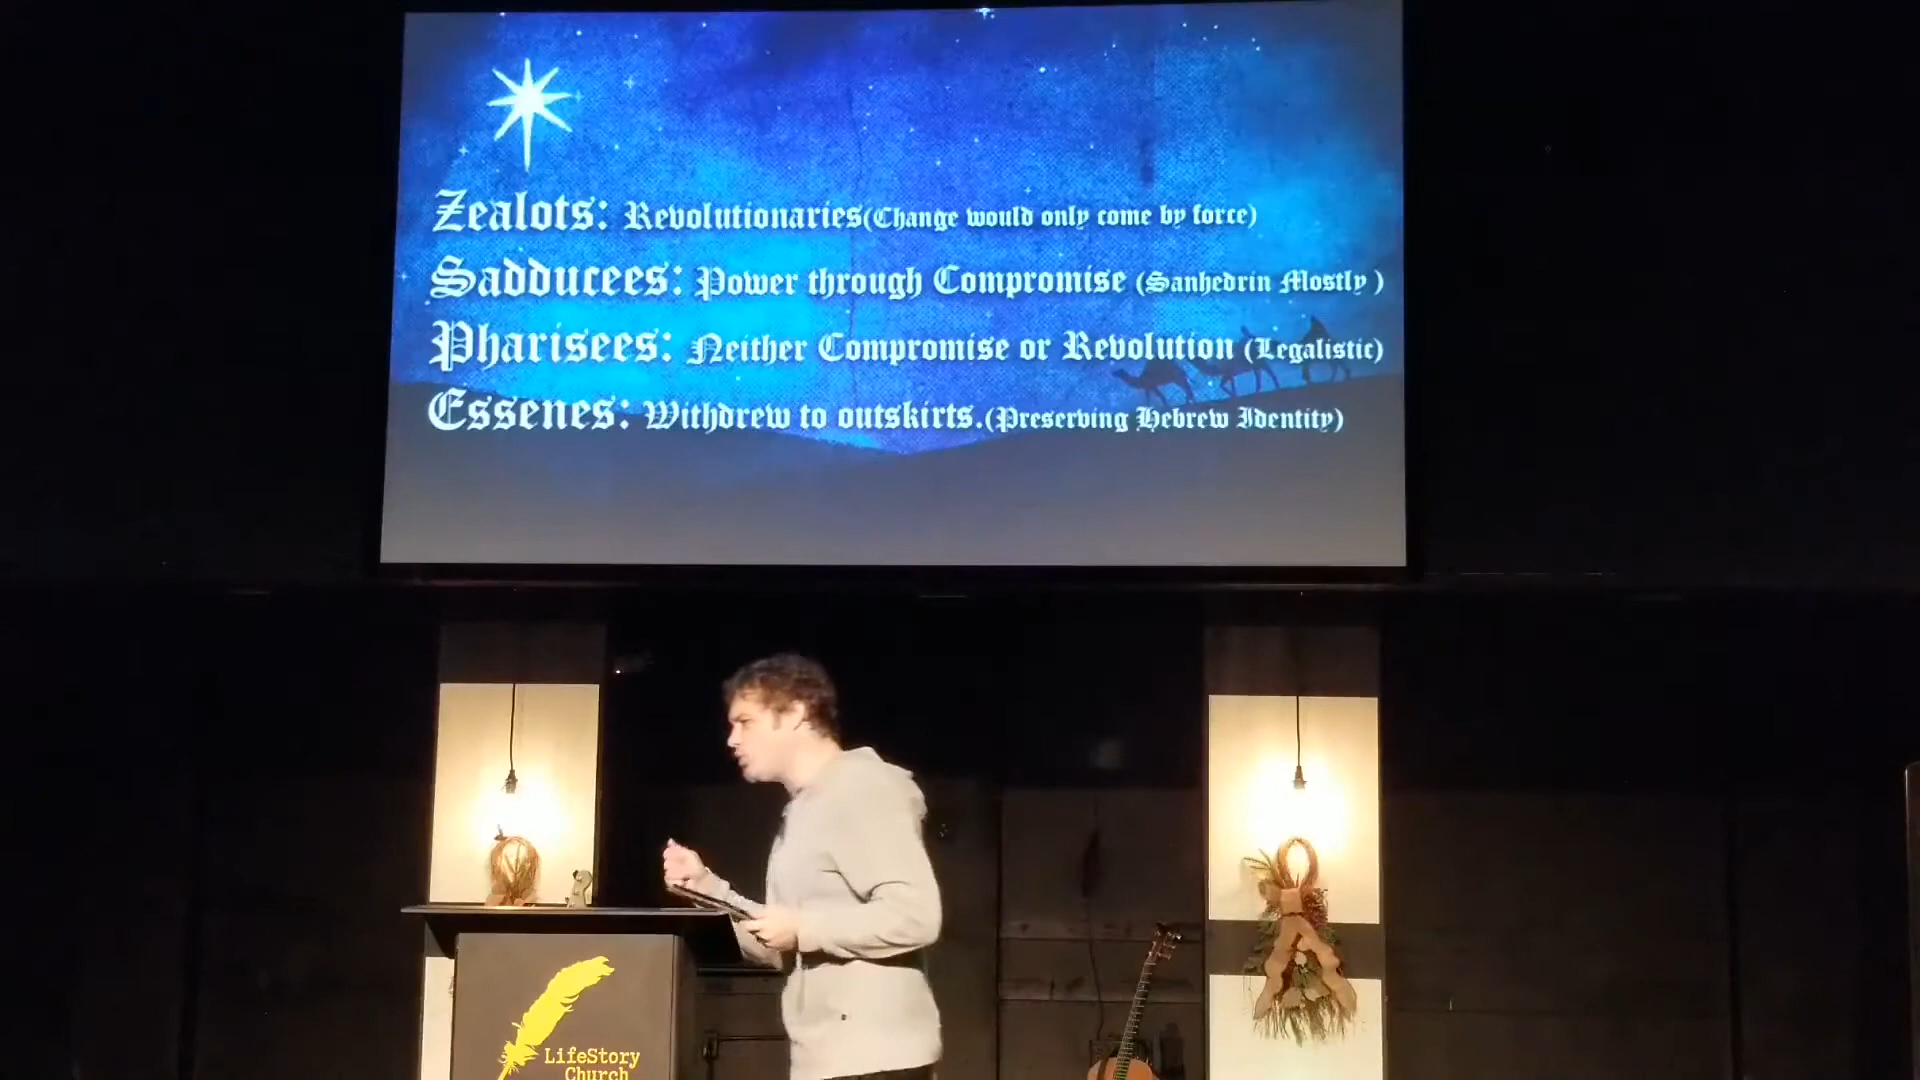 Zealots: Revolutionaries(Change would only come by force)
Sadducees: Power through Compromise (Sanhedrin Mostly )
Pharisees: Neither Compromise or Revolution (Legalistic)
Essenes: Withdrew to outskirts.(Preserving Hebrew Identity)
LifeStory
Church